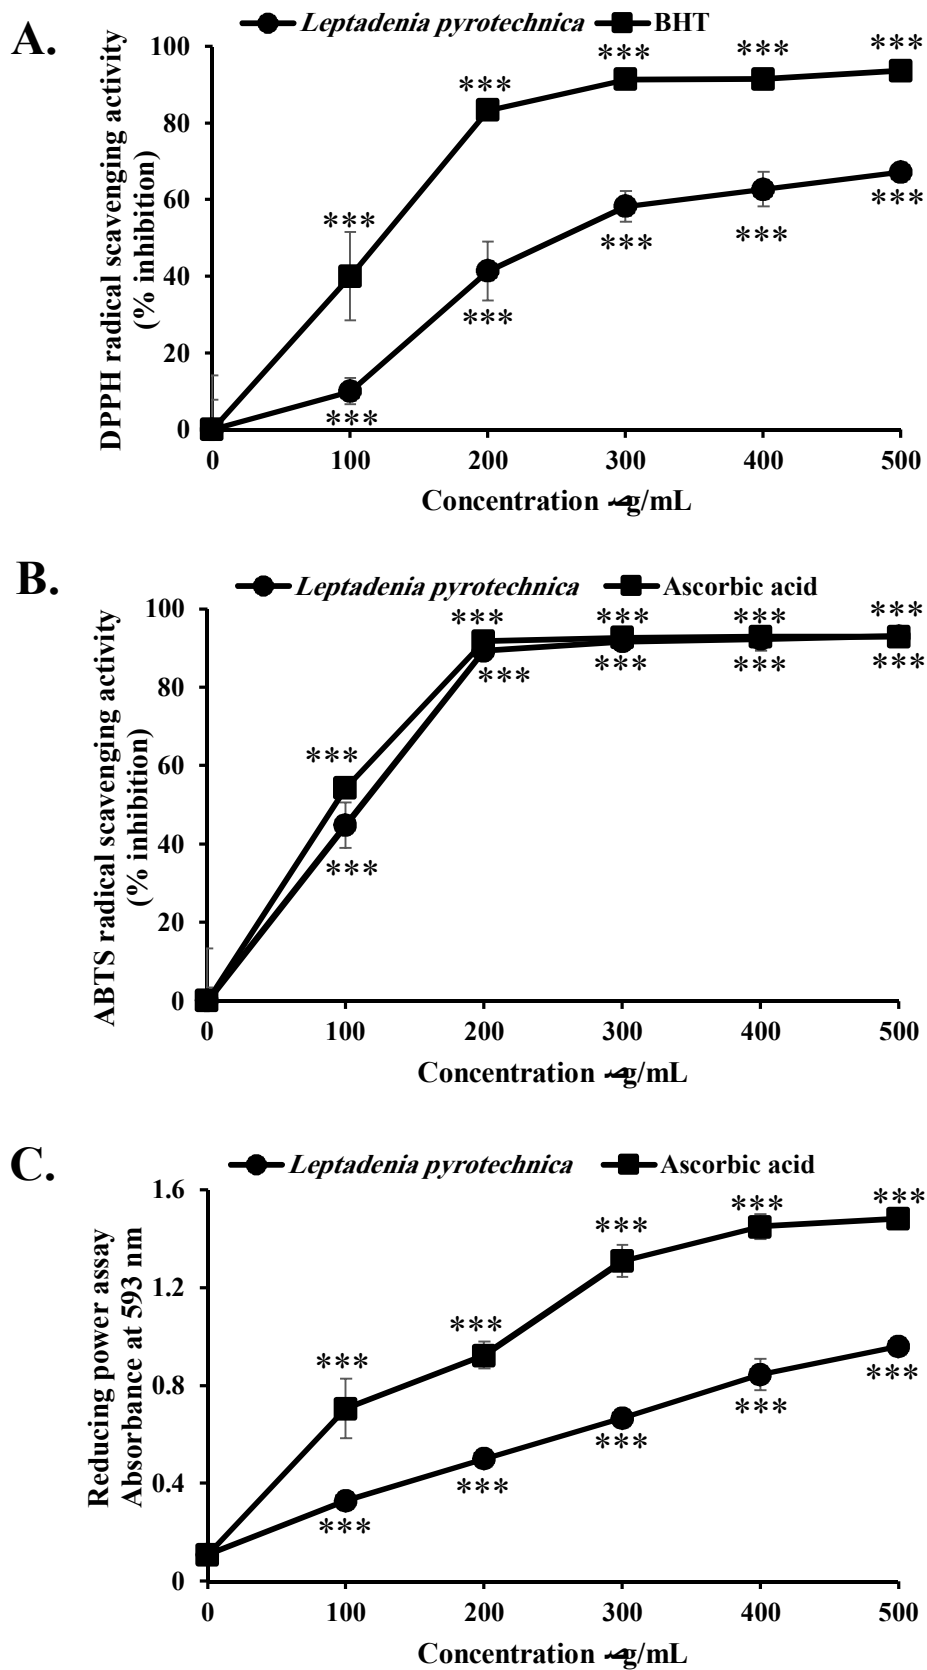 A.
Leptadenia pyrotechnica BHT
DPPH radical scavenging activity
(% inhibition)
100
80
60
40
20
0
*** *** *** *** ***
*** *** *** *** ***
0 100 200 300 400 500
Concentration g/mL
B.
Leptadenia pyrotechnica Ascorbic acid
ABTS radical scavenging activity
(% inhibition)
100
80
60
40
20
0
*** *** *** *** ***
*** *** *** *** ***
0 100 200 300 400 500
Concentration g/mL
C.
Leptadenia pyrotechnica Ascorbic acid
Reducing power assay
Absorbance at 593 nm
1.6
1.2
0.8
0.4
0
*** *** *** *** ***
*** *** *** *** ***
0 100 200 300 400 500
Concentration g/mL